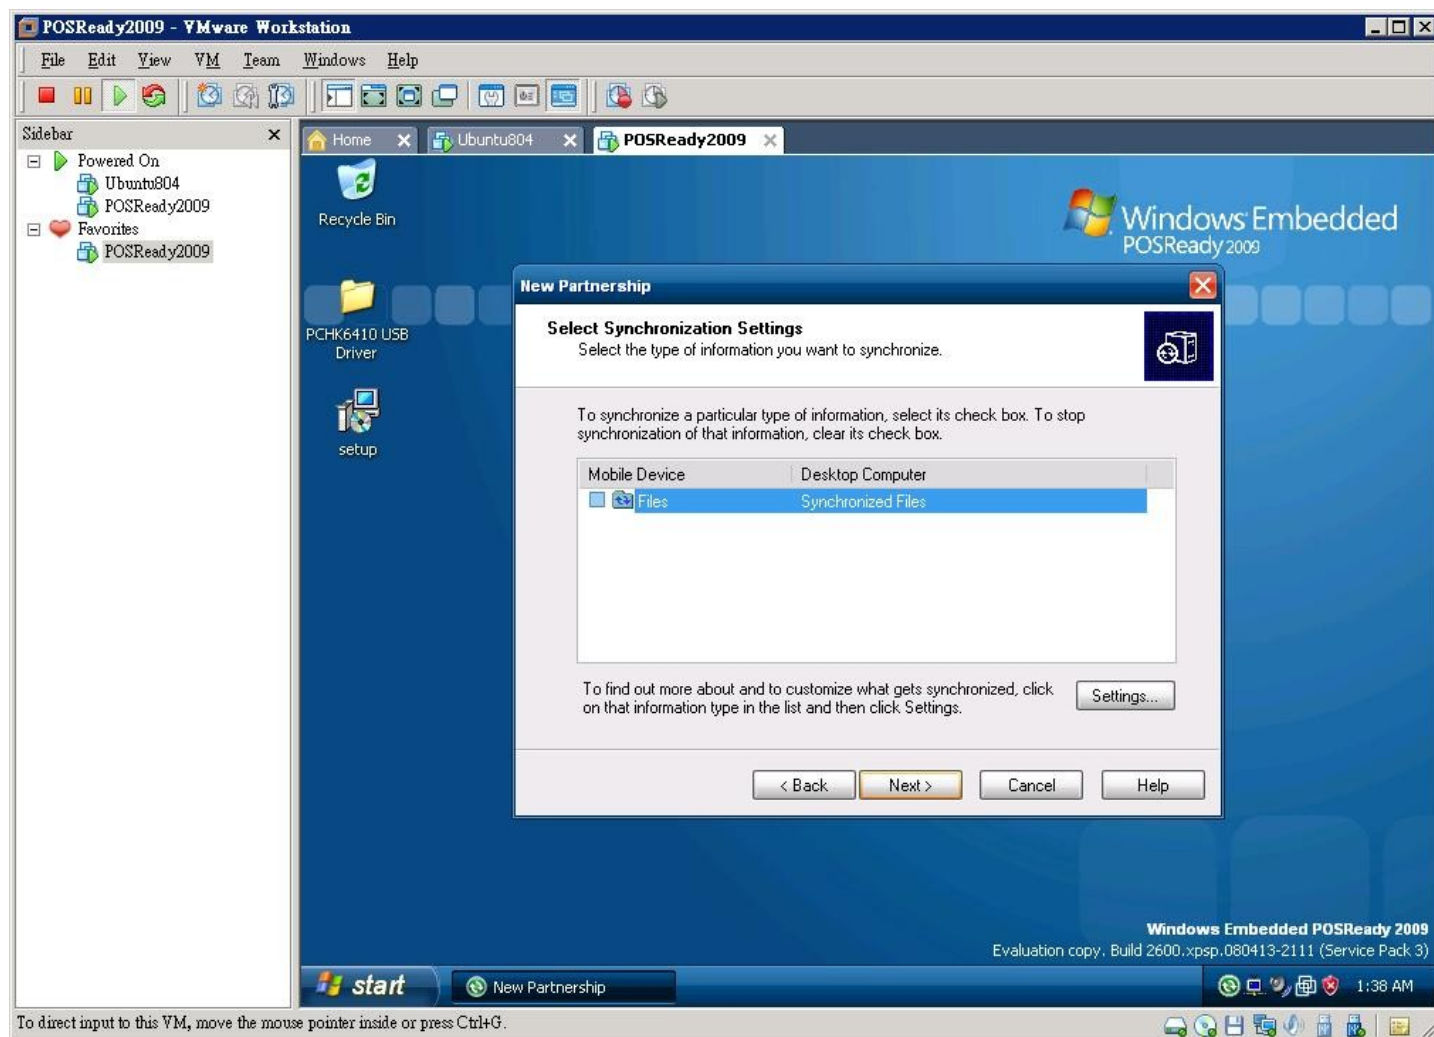 POSReady2009 - VMware Workstation
File Edit View VM Team Windows Help
Sidebar
Powered On
Ubuntu804
POSReady2009
Favorites
POSReady2009
Home Ubuntu804 POSReady2009
Recycle Bin
Windows Embedded
POSReady 2009
PCHK6410 USB
Driver
setup
New Partnership
Select Synchronization Settings
Select the type of information you want to synchronize.
To synchronize a particular type of information, select its check box. To stop
synchronization of that information, clear its check box.
Mobile Device Desktop Computer
Files Synchronized Files
To find out more about and to customize what gets synchronized, click
on that information type in the list and then click Settings.
Settings...
< Back Next > Cancel Help
Windows Embedded POSReady 2009
Evaluation copy. Build 2600.xpsp.080413-2111 (Service Pack 3)
start New Partnership 1:38 AM
To direct input to this VM, move the mouse pointer inside or press Ctrl+G.